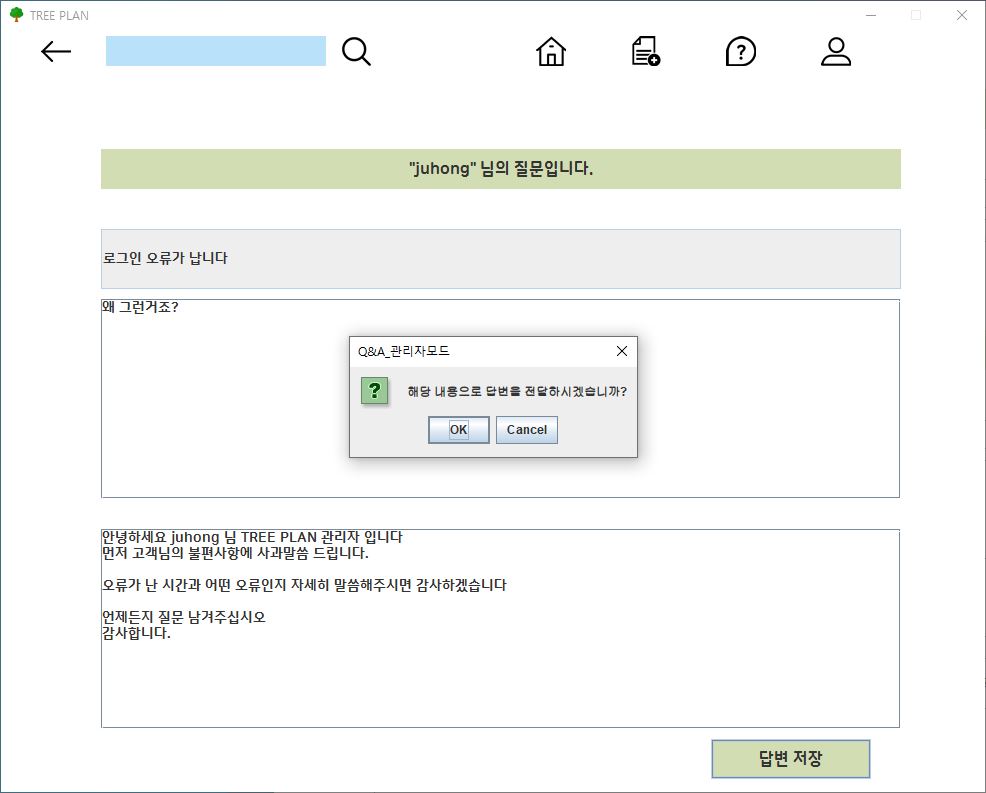 TREE PLAN
"juhong" 님의 질문입니다.
로그인 오류가 납니다
왜 그런거죠?
Q&A_관리자모드
해당 내용으로 답변을 전달하시겠습니까?
OK
Cancel
안녕하세요 juhong 님 TREE PLAN 관리자 입니다
먼저 고객님의 불편사항에 사과말씀 드립니다.
오류가 난 시간과 어떤 오류인지 자세히 말씀해주시면 감사하겠습니다
언제든지 질문 남겨주십시오
감사합니다.
답변 저장